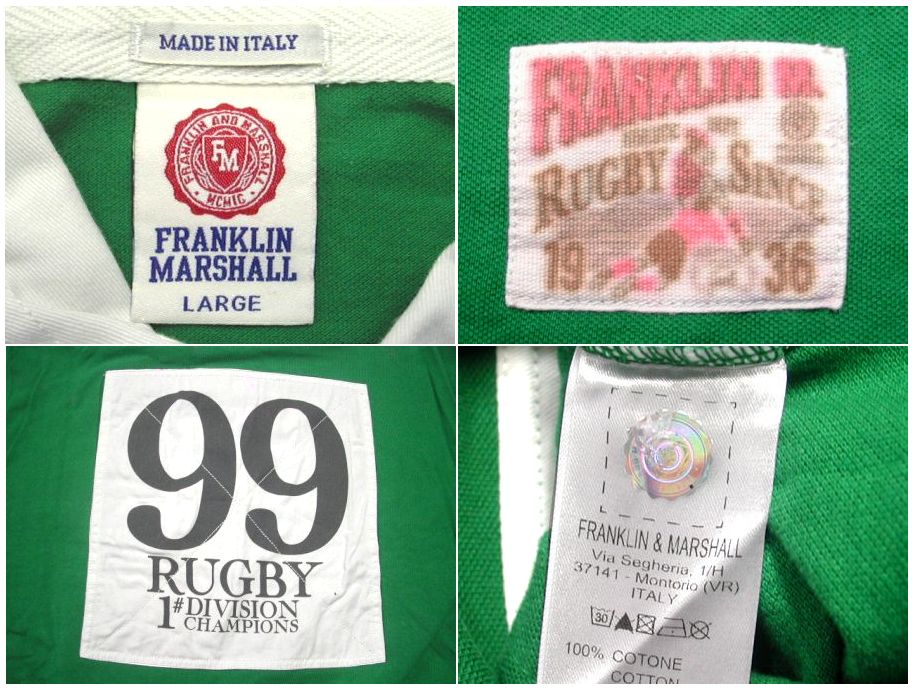 MADE IN ITALY
FRANKLIN AND MARSHALL
FM
MCMIC
FRANKLIN
MARSHALL
LARGE
FRANKLIN M.
RUGBY SINCE
19 36
99
RUGBY
1# DIVISION
CHAMPIONS
FRANKLIN & MARSHALL
Via Segheria, 1/H
37141 - Montorio (VR)
ITALY
30
100% COTONE
COTTON